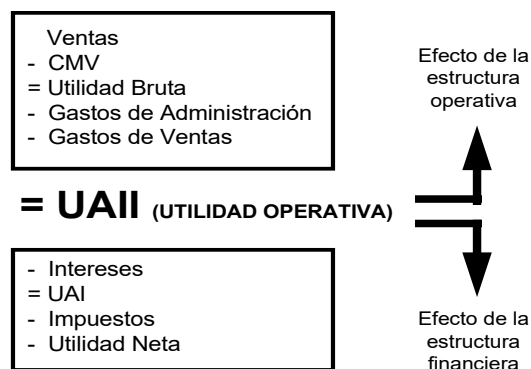 Ventas
- CMV
= Utilidad Bruta
- Gastos de Administración
- Gastos de Ventas
Efecto de la
estructura
operativa
= UAII (UTILIDAD OPERATIVA)
- Intereses
= UAI
- Impuestos
- Utilidad Neta
Efecto de la
estructura
financiera